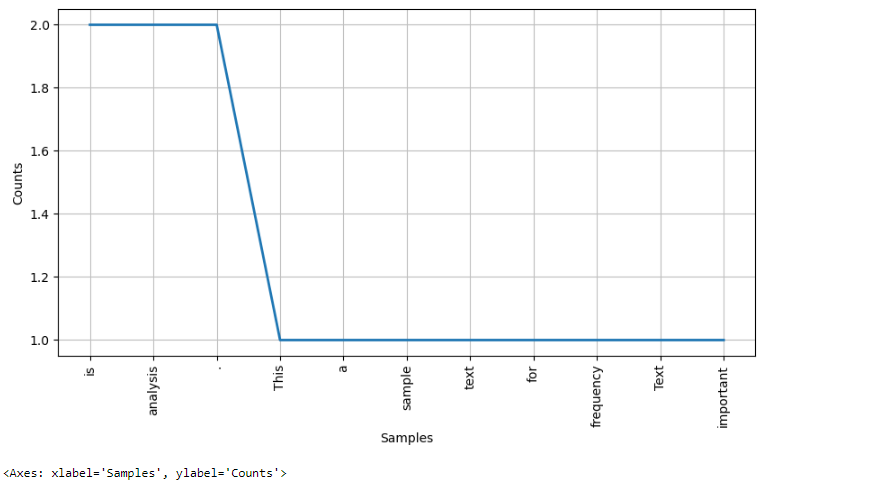 2.0
1.8
1.6
1.4
1.2
1.0
Counts
is
analysis
.
This
a
sample
text
for
frequency
Text
important
Samples
<Axes: xlabel='Samples', ylabel='Counts'>